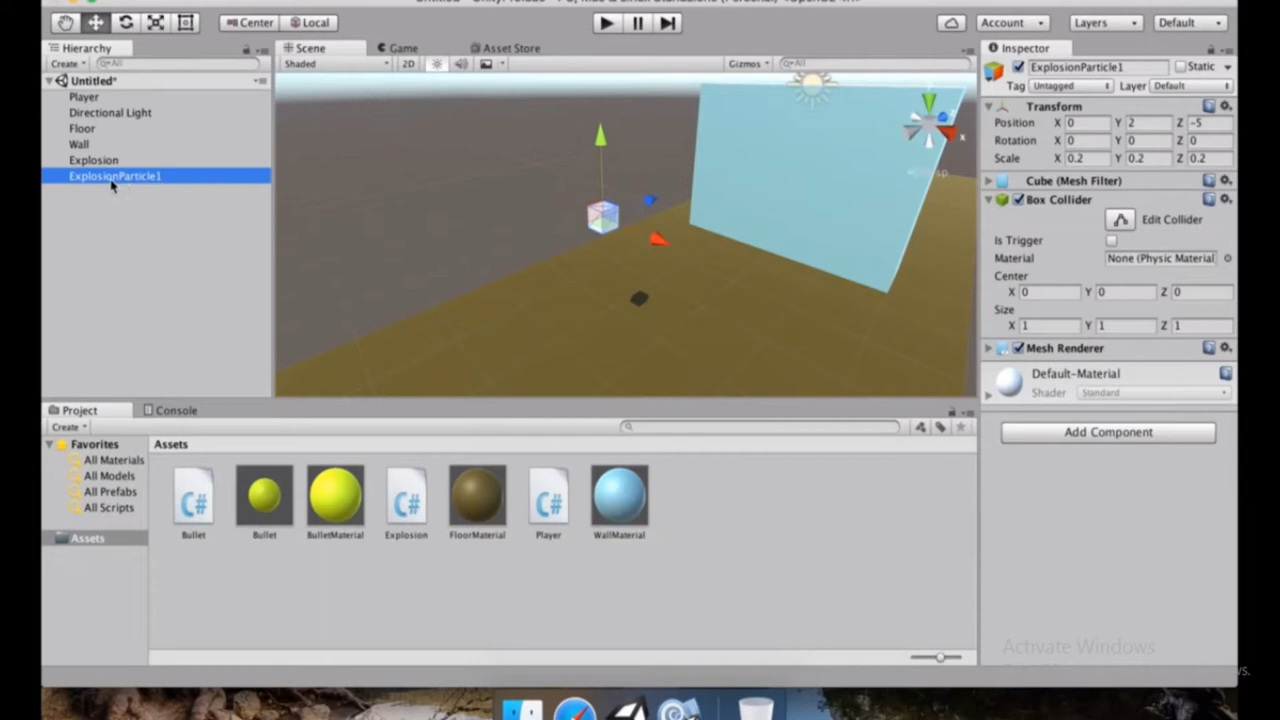 Center Local Account Layers Default
Hierarchy Scene Game Asset Store Inspector
Create All Shaded 2D Gizmos All ExplosionParticle1 Static
Untitled* Tag Untagged Layer Default
Player
Directional Light
Floor
Wall
Explosion
ExplosionParticle1
Transform
Position X 0 Y 2 Z -5
Rotation X 0 Y 0 Z 0
Scale X 0.2 Y 0.2 Z 0.2
Cube (Mesh Filter)
Box Collider
Edit Collider
Is Trigger
Material None (Physic Material
Center
X 0 Y 0 Z 0
Size
X 1 Y 1 Z 1
Mesh Renderer
Default-Material
Shader Standard
Add Component
x
Project Console
Create
Favorites Assets
All Materials
All Models
All Prefabs
All Scripts
Assets
C# C# C#
Bullet Bullet BulletMaterial Explosion FloorMaterial Player WallMaterial
Activate Windows